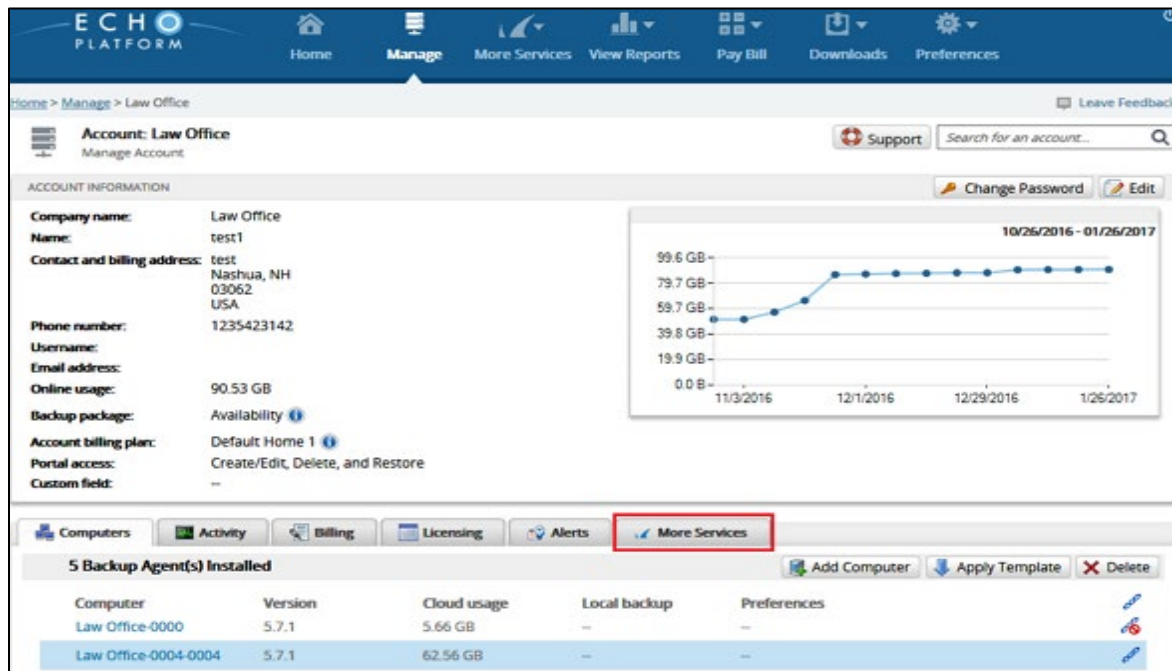 ECHO
PLATFORM
Home
Manage
More Services
View Reports
Pay Bill
Downloads
Preferences
Home > Manage > Law Office
Leave Feedback
Account: Law Office
Manage Account
Support
Search for an account...
ACCOUNT INFORMATION
Change Password
Edit
Company name: Law Office
Name: test1
Contact and billing address: test
Nashua, NH
03062
USA
Phone number: 1235423142
Username:
Email address:
Online usage: 90.53 GB
Backup package: Availability
Account billing plan: Default Home 1
Portal access: Create/Edit, Delete, and Restore
Custom field: --
10/26/2016 - 01/26/2017
99.6 GB
79.7 GB
59.7 GB
39.8 GB
19.9 GB
0.0 B
11/3/2016 12/1/2016 12/29/2016 1/26/2017
Computers
Activity
Billing
Licensing
Alerts
More Services
5 Backup Agent(s) Installed
Add Computer
Apply Template
Delete
Computer Version Cloud usage Local backup Preferences
Law Office-0000 5.7.1 5.66 GB -- --
Law Office-0004-0004 5.7.1 62.56 GB -- --